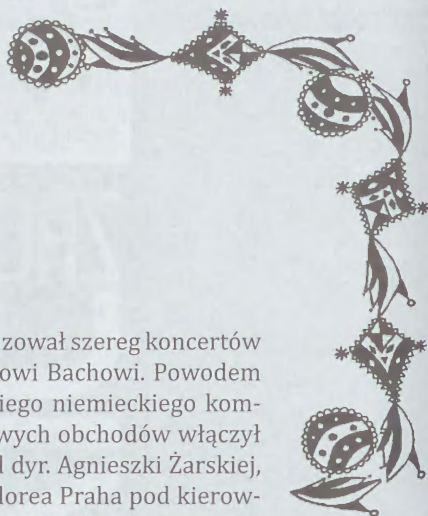 zował szereg koncertów
owi Bachowi. Powodem
iego niemieckiego kom-
wych obchodów włączył
dyr. Agnieszki Żarskiej,
lorea Praha pod kierow-